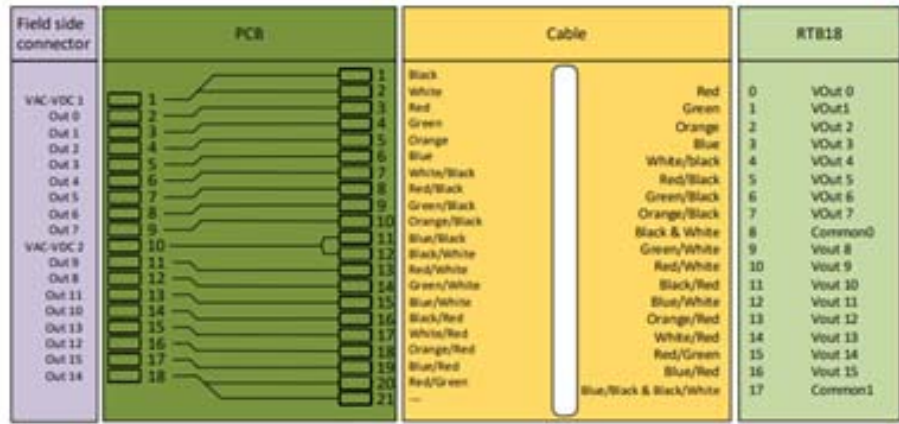 Field side connector
PCB
Cable
RTB18
VAC-VDC 1
Out 0
Out 1
Out 2
Out 3
Out 4
Out 5
Out 6
Out 7
VAC-VDC 2
Out 9
Out 8
Out 11
Out 10
Out 13
Out 12
Out 15
Out 14
1
2
3
4
5
6
7
8
9
10
11
12
13
14
15
16
17
18
1
2
3
4
5
6
7
8
9
10
11
12
13
14
15
16
17
18
19
20
21
Black
White
Red
Green
Orange
Blue
White/Black
Red/Black
Green/Black
Orange/Black
Blue/Black
Black/White
Red/White
Green/White
Blue/White
Black/Red
White/Red
Orange/Red
Blue/Red
Red/Green
...
Red
Green
Orange
Blue
White/black
Red/Black
Green/Black
Orange/Black
Black & White
Green/White
Red/White
Black/Red
Blue/White
Orange/Red
White/Red
Red/Green
Blue/Red
Blue/Black & Black/White
0 VOut 0
1 VOut1
2 VOut 2
3 VOut 3
4 VOut 4
5 VOut 5
6 VOut 6
7 VOut 7
8 Common0
9 Vout 8
10 Vout 9
11 Vout 10
12 Vout 11
13 Vout 12
14 Vout 13
15 Vout 14
16 Vout 15
17 Common1